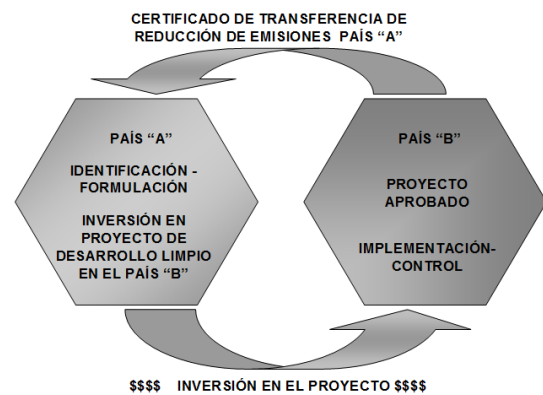 CERTIFICADO DE TRANSFERENCIA DE
REDUCCIÓN DE EMISIONES PAÍS “A”
PAÍS “A”
IDENTIFICACIÓN -
FORMULACIÓN
INVERSIÓN EN
PROYECTO DE
DESARROLLO LIMPIO
EN EL PAÍS “B”
PAÍS “B”
PROYECTO
APROBADO
IMPLEMENTACIÓN-
CONTROL
$$$$ INVERSIÓN EN EL PROYECTO $$$$